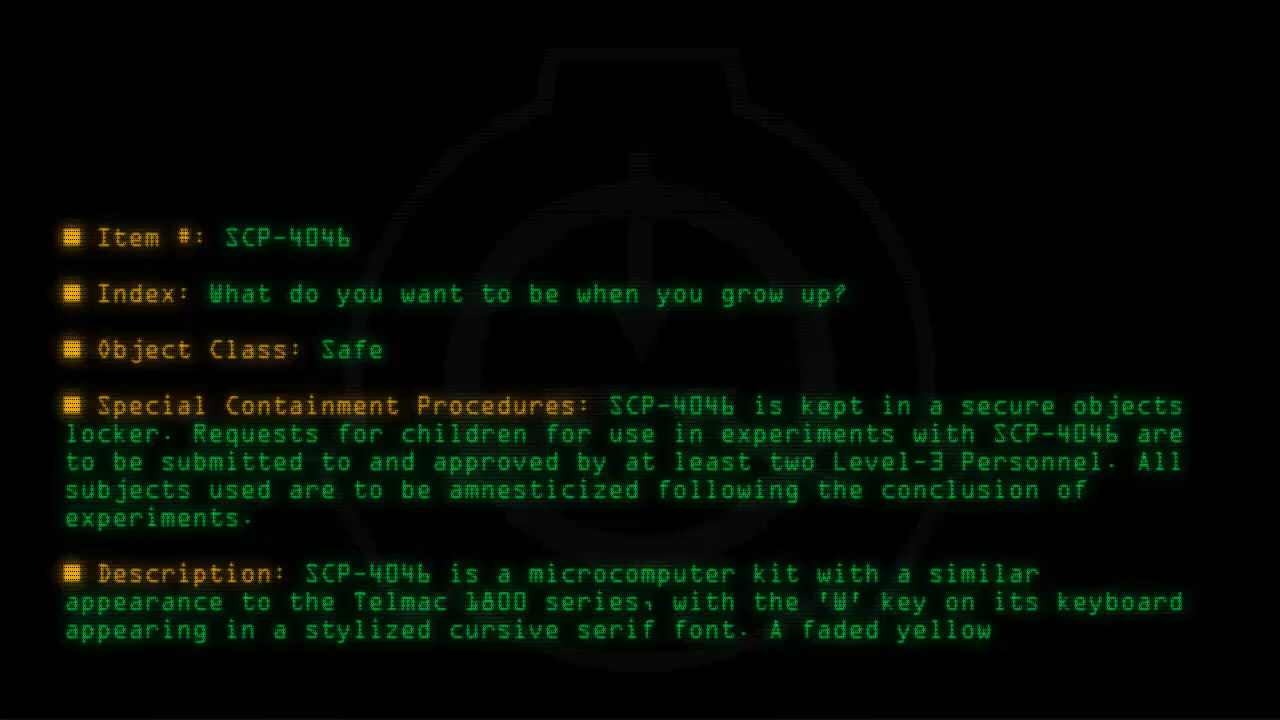 ■ Item #: SCP-4046
■ Index: What do you want to be when you grow up?
■ Object Class: Safe
■ Special Containment Procedures: SCP-4046 is kept in a secure objects
locker. Requests for children for use in experiments with SCP-4046 are
to be submitted to and approved by at least two Level-3 Personnel. All
subjects used are to be amnesticized following the conclusion of
experiments.
■ Description: SCP-4046 is a microcomputer kit with a similar
appearance to the Telmac 1800 series, with the 'W' key on its keyboard
appearing in a stylized cursive serif font. A faded yellow